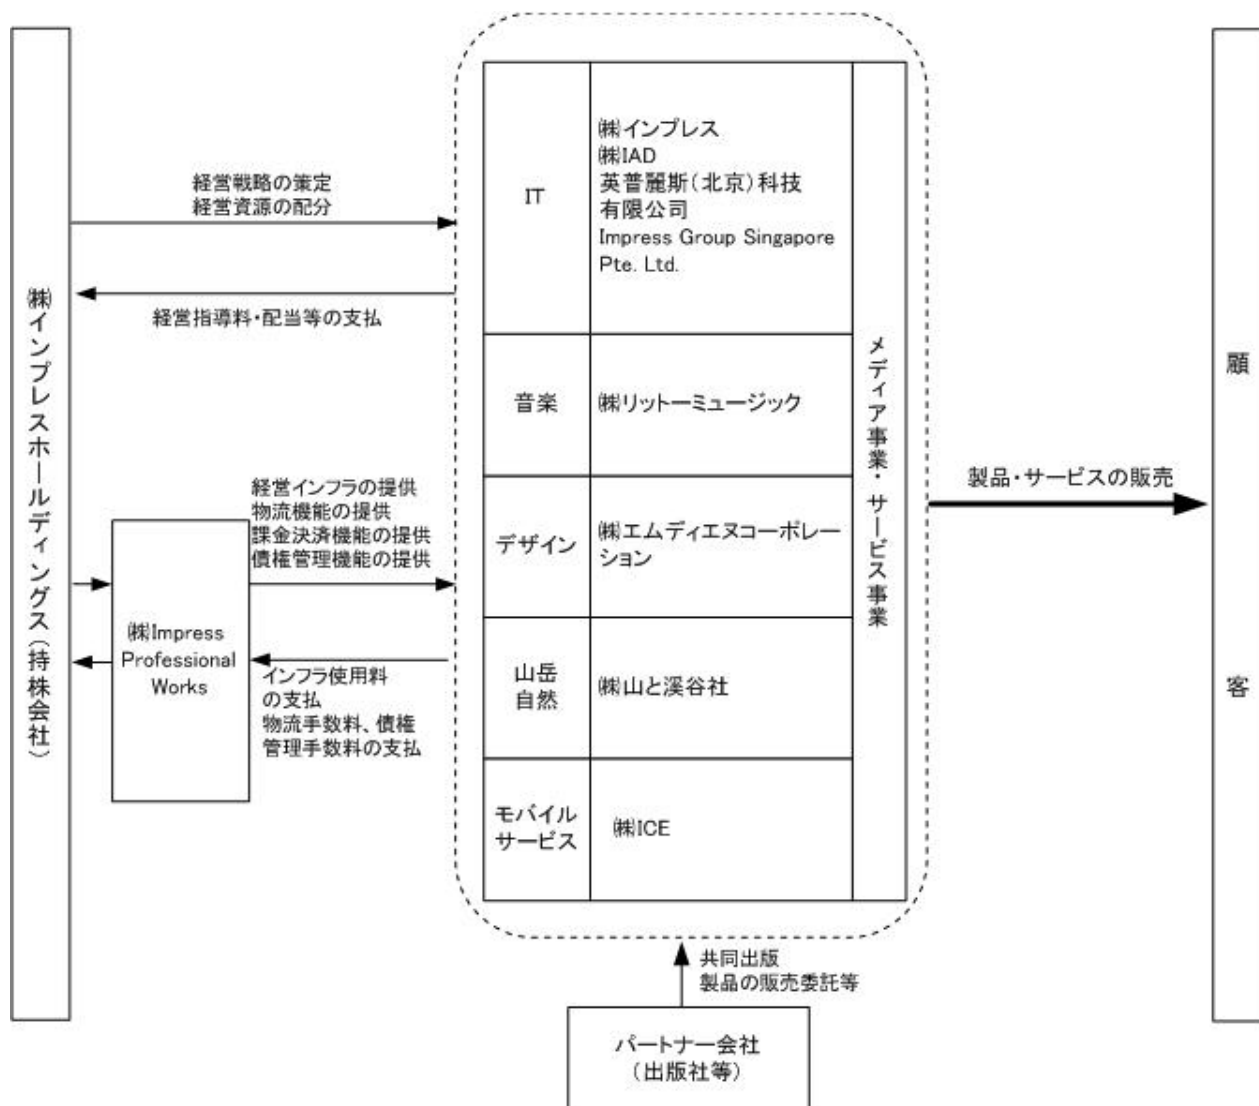 ㈱インプレスホールディングス（持株会社）
経営戦略の策定
経営資源の配分
経営指導料・配当等の支払
経営インフラの提供
物流機能の提供
課金決済機能の提供
債権管理機能の提供
㈱Impress
Professional
Works
インフラ使用料
の支払
物流手数料、債権
管理手数料の支払
IT
㈱インプレス
㈱IAD
英普麗斯（北京）科技
有限公司
Impress Group Singapore
Pte. Ltd.
音楽
㈱リットーミュージック
デザイン
㈱エムディエヌコーポレー
ション
山岳
自然
㈱山と溪谷社
モバイル
サービス
㈱ICE
メディア事業・サービス事業
製品・サービスの販売
顧客
共同出版
製品の販売委託等
パートナー会社
（出版社等）